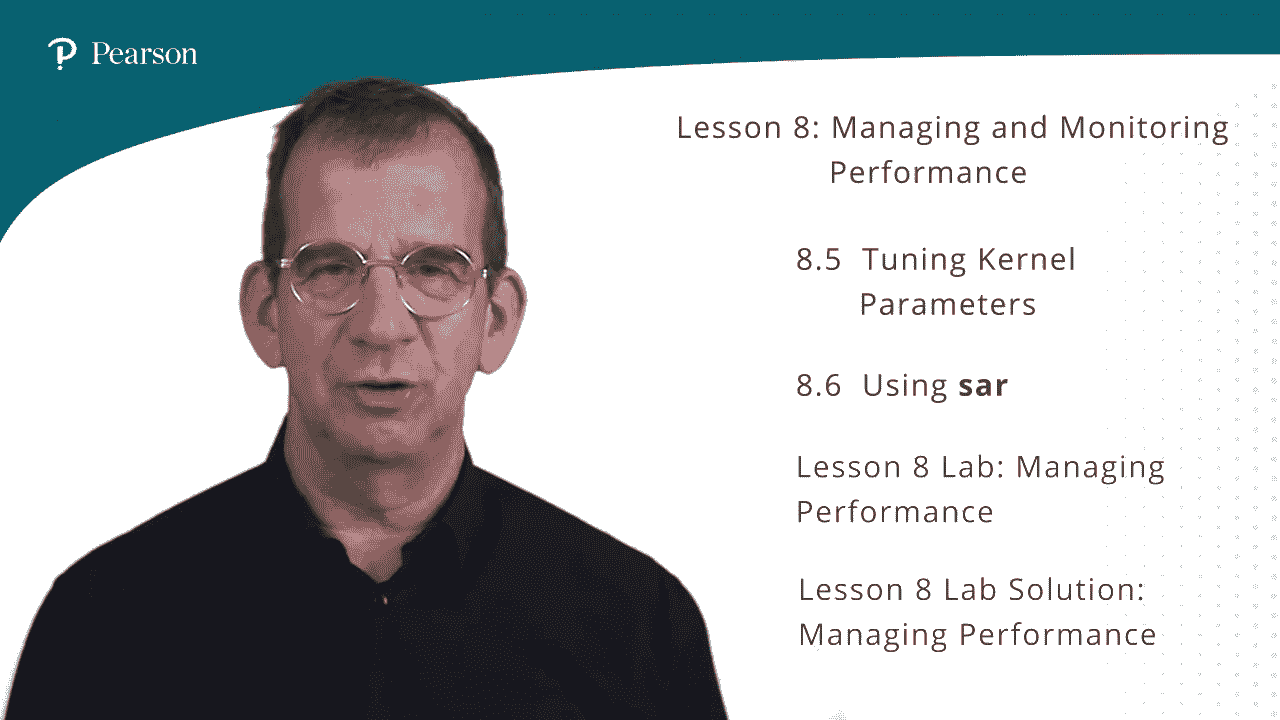 Pearson
Lesson 8: Managing and Monitoring
Performance
8.5 Tuning Kernel
Parameters
8.6 Using sar
Lesson 8 Lab: Managing
Performance
Lesson 8 Lab Solution:
Managing Performance